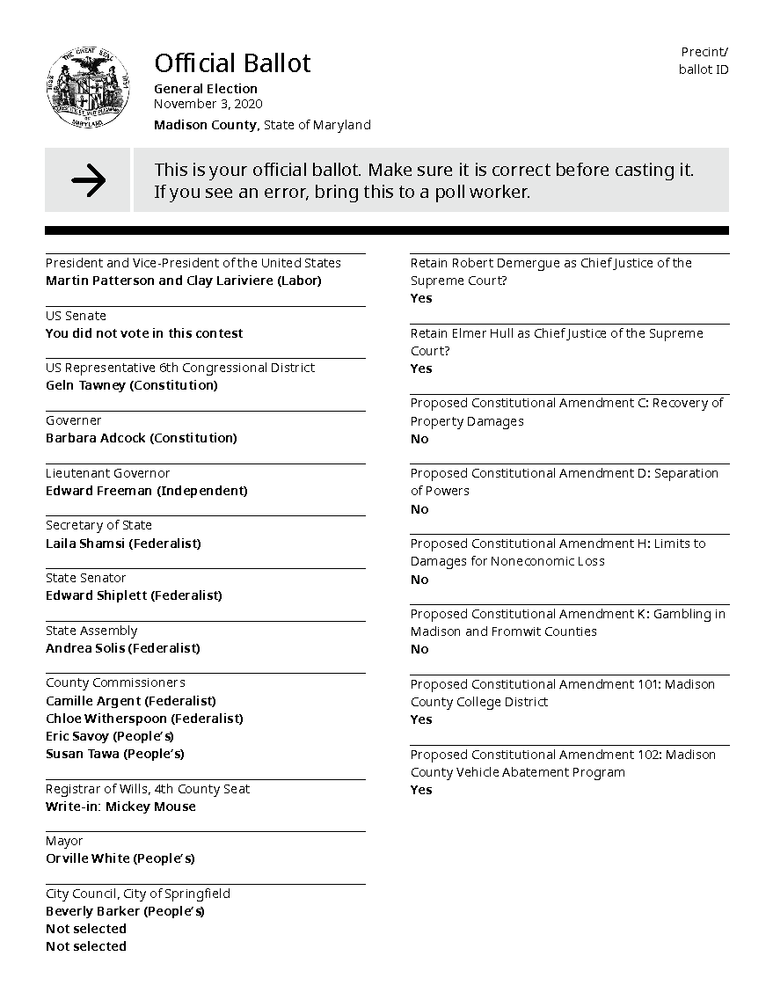 THE GREAT SEAL
OF
MARYLAND
1632
Official Ballot
General Election
November 3, 2020
Madison County, State of Maryland
Precint/
ballot ID
This is your official ballot. Make sure it is correct before casting it.
If you see an error, bring this to a poll worker.
President and Vice-President of the United States
Martin Patterson and Clay Lariviere (Labor)
US Senate
You did not vote in this contest
US Representative 6th Congressional District
Geln Tawney (Constitution)
Governer
Barbara Adcock (Constitution)
Lieutenant Governor
Edward Freeman (Independent)
Secretary of State
Laila Shamsi (Federalist)
State Senator
Edward Shiplett (Federalist)
State Assembly
Andrea Solis (Federalist)
County Commissioners
Camille Argent (Federalist)
Chloe Witherspoon (Federalist)
Eric Savoy (People’s)
Susan Tawa (People’s)
Registrar of Wills, 4th County Seat
Write-in: Mickey Mouse
Mayor
Orville White (People’s)
City Council, City of Springfield
Beverly Barker (People’s)
Not selected
Not selected
Retain Robert Demergue as Chief Justice of the
Supreme Court?
Yes
Retain Elmer Hull as Chief Justice of the Supreme
Court?
Yes
Proposed Constitutional Amendment C: Recovery of
Property Damages
No
Proposed Constitutional Amendment D: Separation
of Powers
No
Proposed Constitutional Amendment H: Limits to
Damages for Noneconomic Loss
No
Proposed Constitutional Amendment K: Gambling in
Madison and Fromwit Counties
No
Proposed Constitutional Amendment 101: Madison
County College District
Yes
Proposed Constitutional Amendment 102: Madison
County Vehicle Abatement Program
Yes